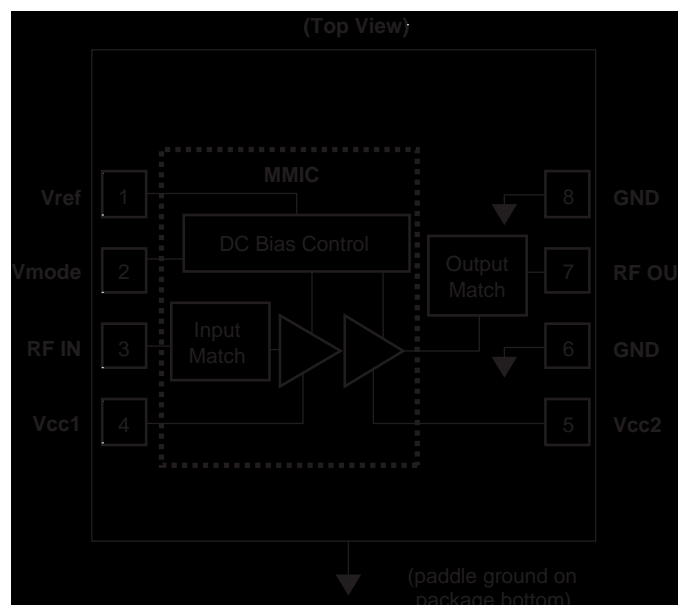 (Top View)
MMIC
Vref 1
8 GND
DC Bias Control
Vmode 2
Output
Match
7 RF OU
Input
Match
RF IN 3
6 GND
Vcc1 4
5 Vcc2
(paddle ground on
package bottom)